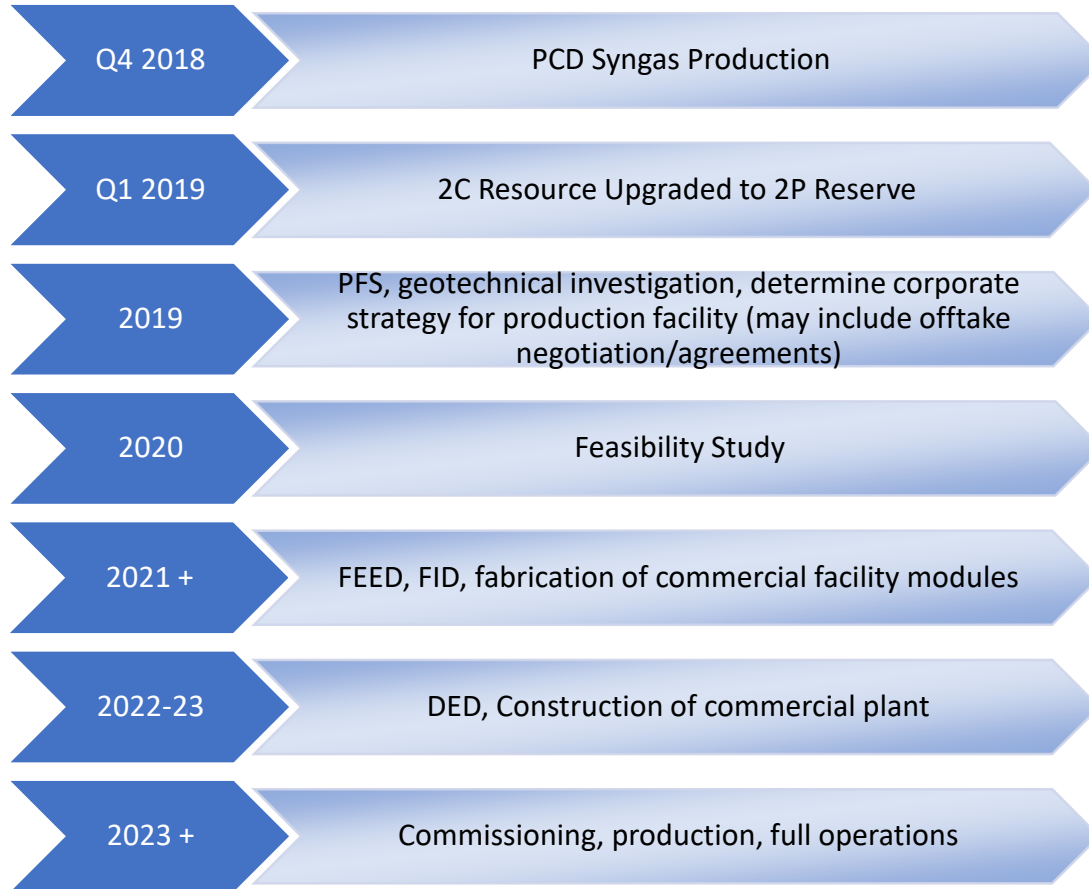 Q4 2018
PCD Syngas Production
Q1 2019
2C Resource Upgraded to 2P Reserve
2019
PFS, geotechnical investigation, determine corporate
strategy for production facility (may include offtake
negotiation/agreements)
2020
Feasibility Study
2021 +
FEED, FID, fabrication of commercial facility modules
2022-23
DED, Construction of commercial plant
2023 +
Commissioning, production, full operations